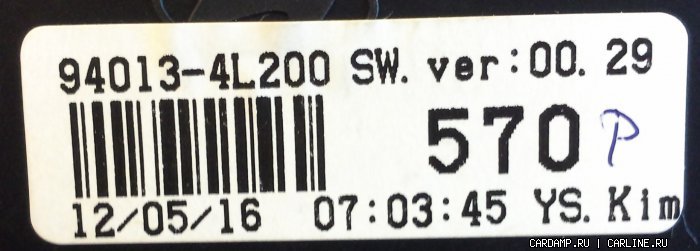 94013-4L200 SW. ver:00. 29
570 P
12/05/16 07:03:45 YS. Kim
CARDAMP.RU | CARLINE.RU